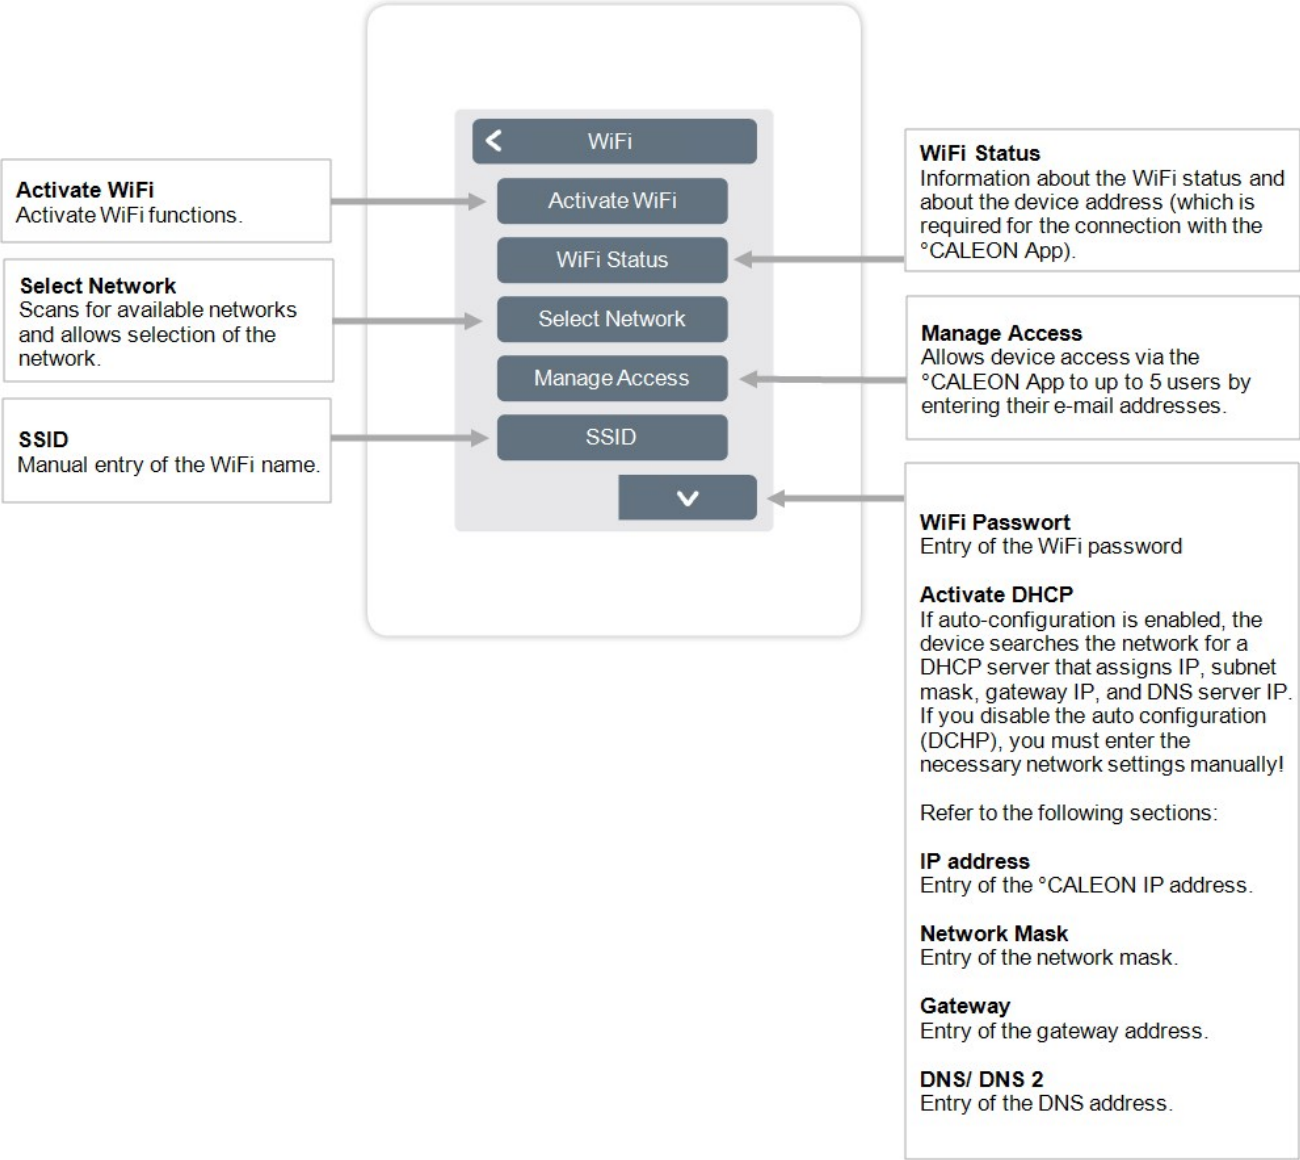 WiFi
Activate WiFi
WiFi Status
Select Network
Manage Access
SSID
Activate WiFi
Activate WiFi functions.
Select Network
Scans for available networks
and allows selection of the
network.
SSID
Manual entry of the WiFi name.
WiFi Status
Information about the WiFi status and
about the device address (which is
required for the connection with the
°CALEON App).
Manage Access
Allows device access via the
°CALEON App to up to 5 users by
entering their e-mail addresses.
WiFi Passwort
Entry of the WiFi password
Activate DHCP
If auto-configuration is enabled, the
device searches the network for a
DHCP server that assigns IP, subnet
mask, gateway IP, and DNS server IP.
If you disable the auto configuration
(DCHP), you must enter the
necessary network settings manually!
Refer to the following sections:
IP address
Entry of the °CALEON IP address.
Network Mask
Entry of the network mask.
Gateway
Entry of the gateway address.
DNS/ DNS 2
Entry of the DNS address.